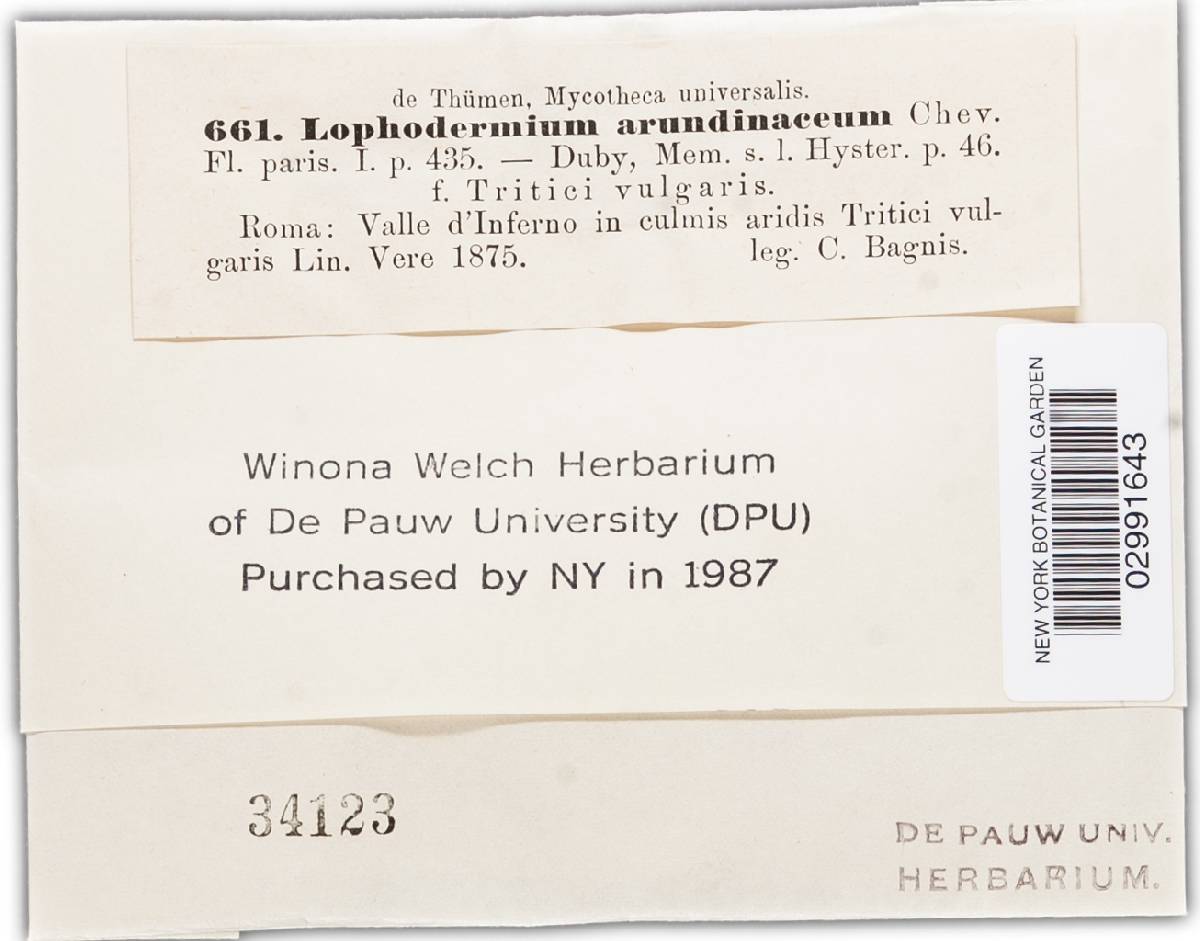 de Thümen, Mycotheca universalis.
661. Lophodermium arundinaceum Chev.
Fl. paris. I. p. 435. — Duby, Mem. s. l. Hyster. p. 46.
f. Tritici vulgaris.
Roma: Valle d'Inferno in culmis aridis Tritici vul-
garis Lin. Vere 1875. leg. C. Bagnis.
Winona Welch Herbarium
of De Pauw University (DPU)
Purchased by NY in 1987
NEW YORK BOTANICAL GARDEN
02991643
34123
DE PAUW UNIV.
HERBARIUM.